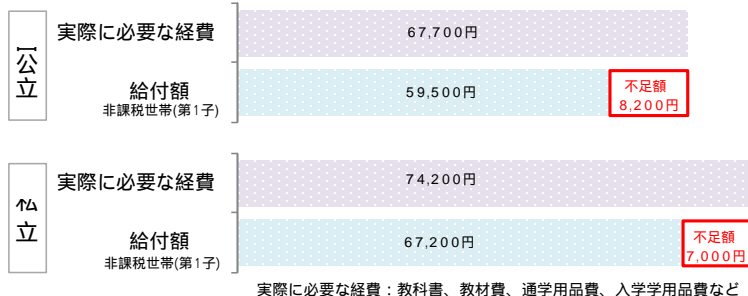 公立
実際に必要な経費
67,700円
給付額
非課税世帯(第1子)
59,500円
不足額
8,200円
私立
実際に必要な経費
74,200円
給付額
非課税世帯(第1子)
67,200円
不足額
7,000円
実際に必要な経費：教科書、教材費、通学用品費、入学学用品費など